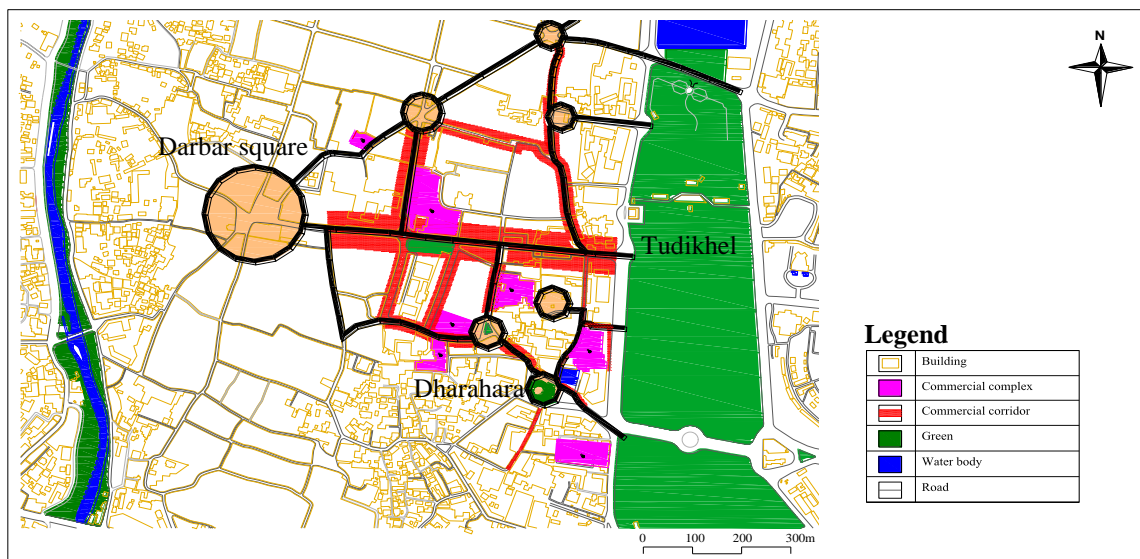 N
Darbar square
Tudikhel
Dharahara
Legend
Building
Commercial complex
Commercial corridor
Green
Water body
Road
0 100 200 300m